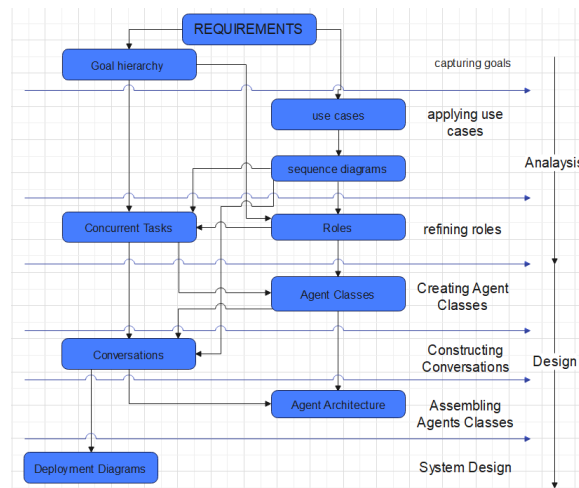 REQUIREMENTS
Goal hierarchy
capturing goals
use cases
applying use
cases
sequence diagrams
Analaysis
Concurrent Tasks
Roles
refining roles
Agent Classes
Creating Agent
Classes
Conversations
Constructing
Conversations
Design
Agent Architecture
Assembling
Agents Classes
Deployment Diagrams
System Design